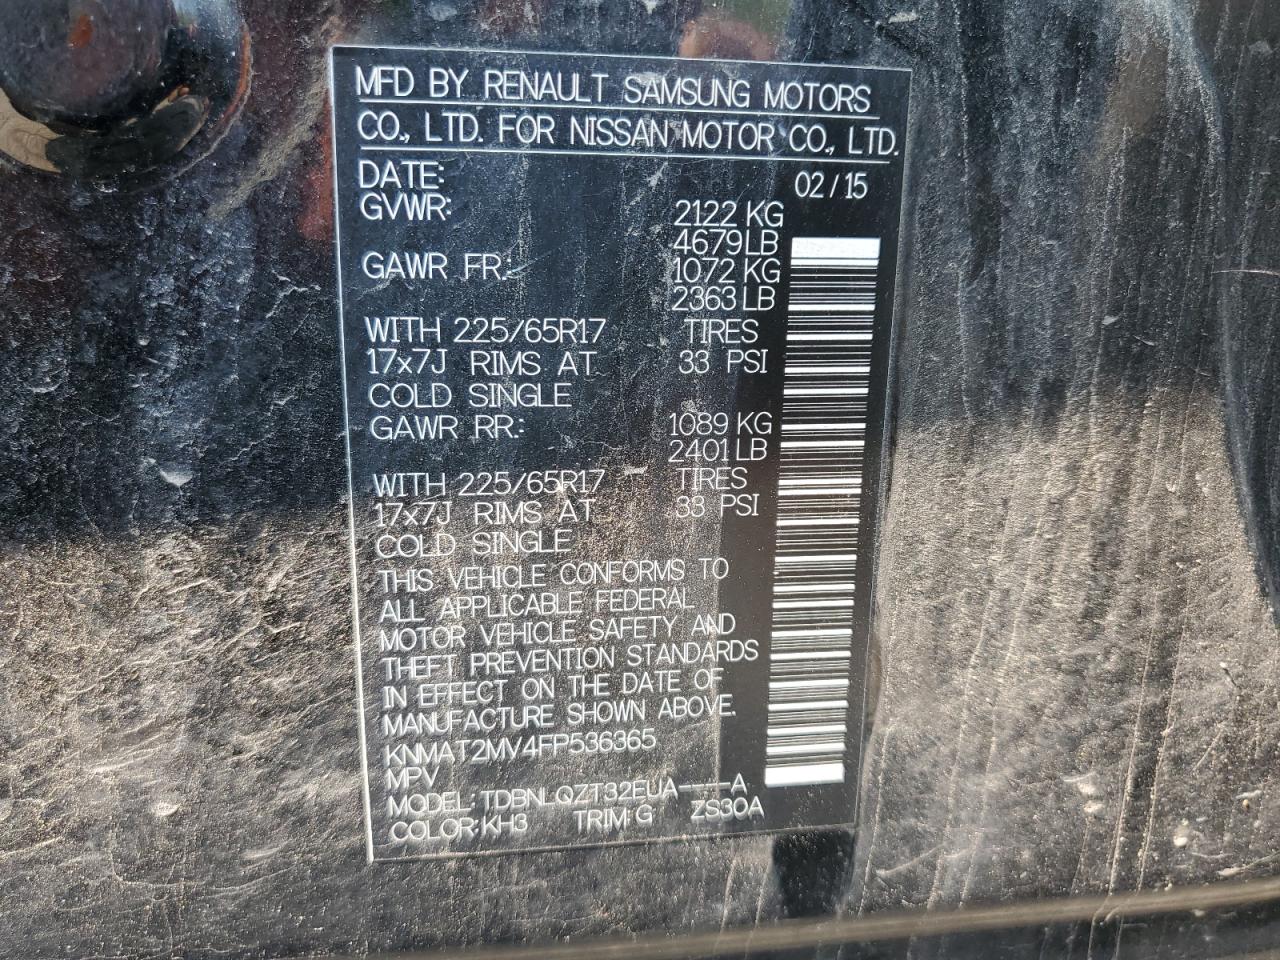 MFD BY RENAULT SAMSUNG MOTORS
CO., LTD. FOR NISSAN MOTOR CO., LTD.
DATE: 02 / 15
GVWR: 2122 KG
4679 LB
GAWR FR.: 1072 KG
2363 LB
WITH 225/65R17 TIRES
17x7J RIMS AT 33 PSI
COLD SINGLE
GAWR RR.: 1089 KG
2401 LB
WITH 225/65R17 TIRES
17x7J RIMS AT 33 PSI
COLD SINGLE
THIS VEHICLE CONFORMS TO
ALL APPLICABLE FEDERAL
MOTOR VEHICLE SAFETY AND
THEFT PREVENTION STANDARDS
IN EFFECT ON THE DATE OF
MANUFACTURE SHOWN ABOVE.
KNMAT2MV4FP536365
MPV
MODEL: TDBNLQZT32EUA----A
COLOR: KH3 TRIM: G ZS30A